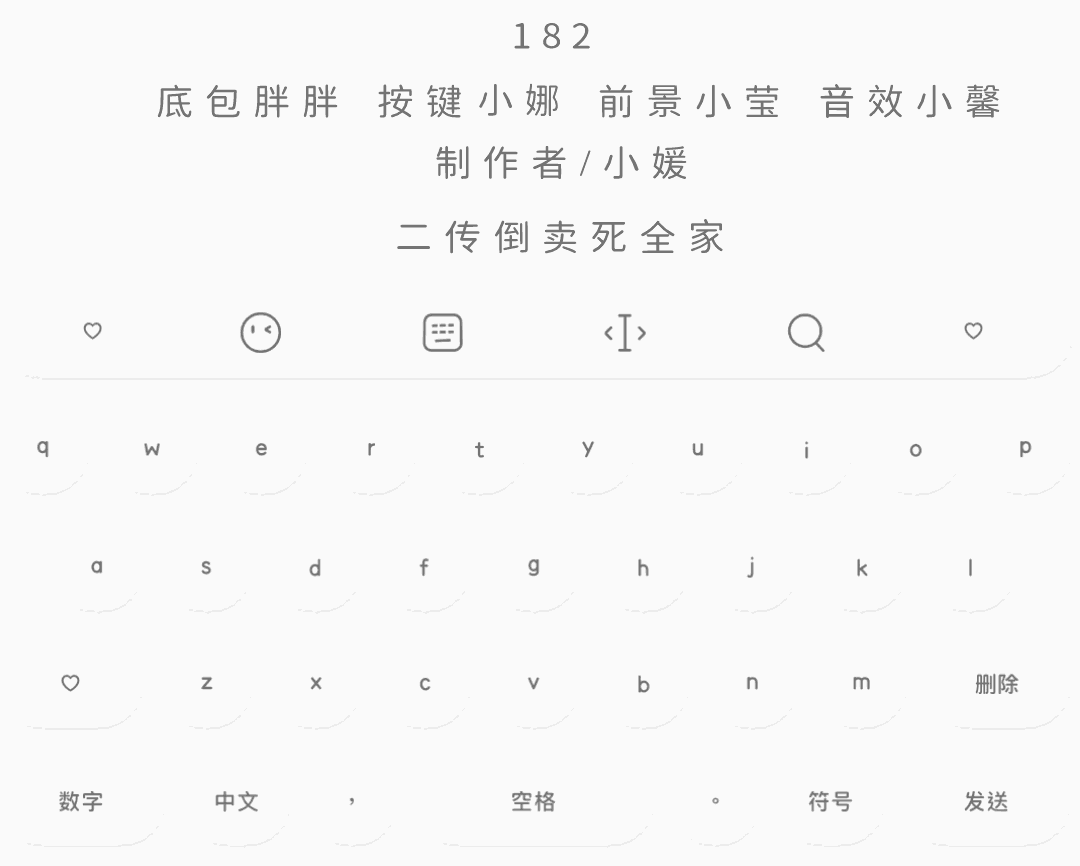 182
底包胖胖 按键小娜 前景小莹 音效小馨
制作者/小媛
二传倒卖死全家
q w e r t y u i o p
a s d f g h j k l
z x c v b n m 删除
数字 中文 , 空格 。 符号 发送